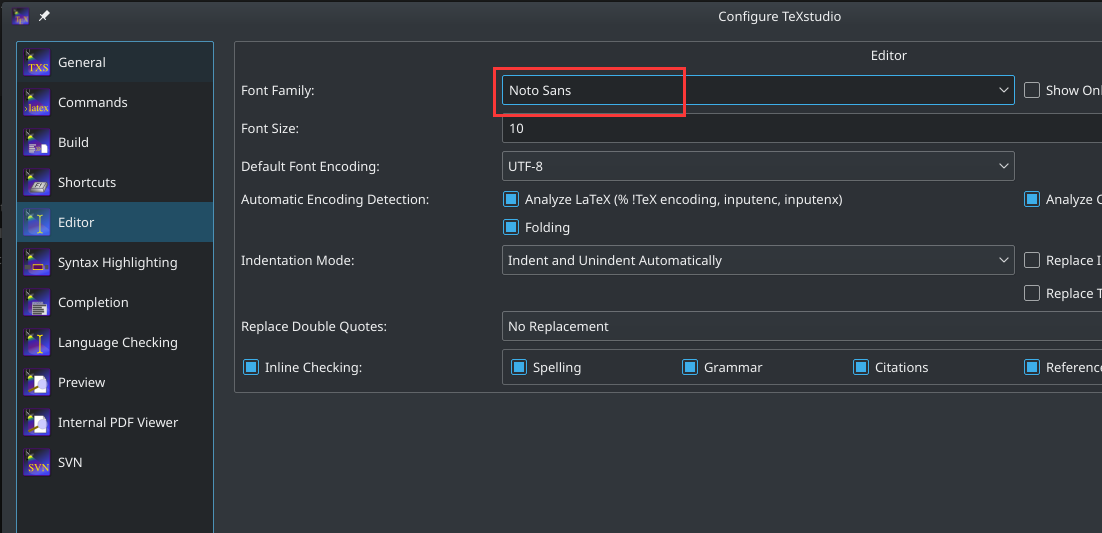 Configure TeXstudio
General
Commands
Build
Shortcuts
Editor
Syntax Highlighting
Completion
Language Checking
Preview
Internal PDF Viewer
SVN
Editor
Font Family:
Noto Sans
Show Onl
Font Size:
10
Default Font Encoding:
UTF-8
Automatic Encoding Detection:
Analyze LaTeX (% !TeX encoding, inputenc, inputenx)
Analyze C
Folding
Indentation Mode:
Indent and Unindent Automatically
Replace I
Replace T
Replace Double Quotes:
No Replacement
Inline Checking:
Spelling
Grammar
Citations
Reference